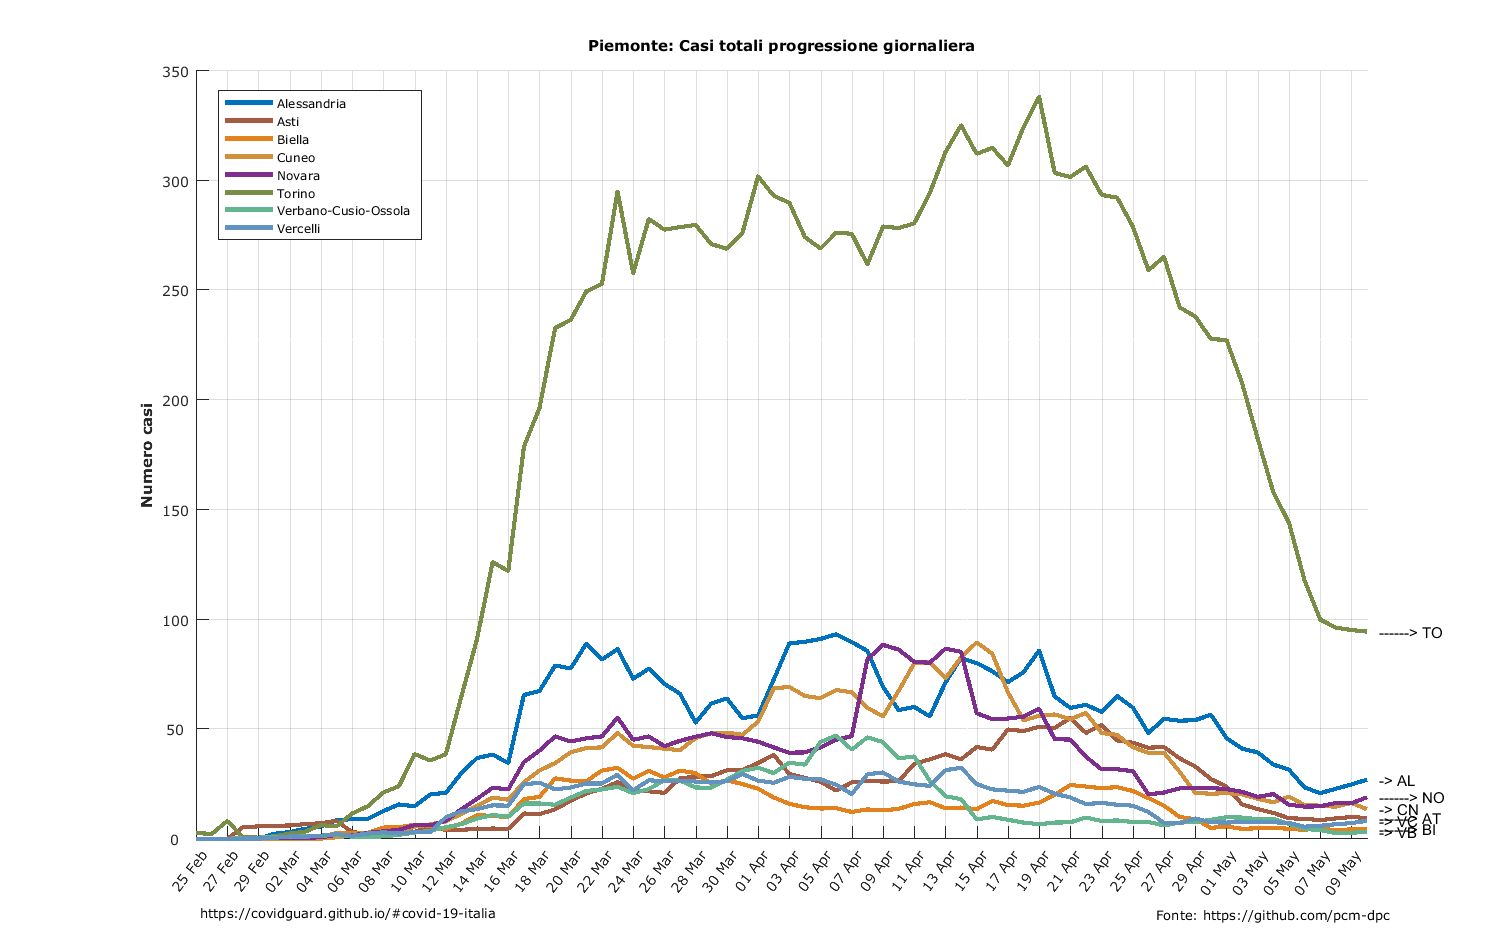 Piemonte: Casi totali progressione giornaliera
350
300
250
200
150
100
50
0
Numero casi
Alessandria
Asti
Biella
Cuneo
Novara
Torino
Verbano-Cusio-Ossola
Vercelli
------> TO
-> AL
------> NO
-> CN
-> VC
------> AT
------> BI
-> VB
25 Feb
27 Feb
29 Feb
02 Mar
04 Mar
06 Mar
08 Mar
10 Mar
12 Mar
14 Mar
16 Mar
18 Mar
20 Mar
22 Mar
24 Mar
26 Mar
28 Mar
30 Mar
01 Apr
03 Apr
05 Apr
07 Apr
09 Apr
11 Apr
13 Apr
15 Apr
17 Apr
19 Apr
21 Apr
23 Apr
25 Apr
27 Apr
29 Apr
01 May
03 May
05 May
07 May
09 May
https://covidguard.github.io/#covid-19-italia
Fonte: https://github.com/pcm-dpc